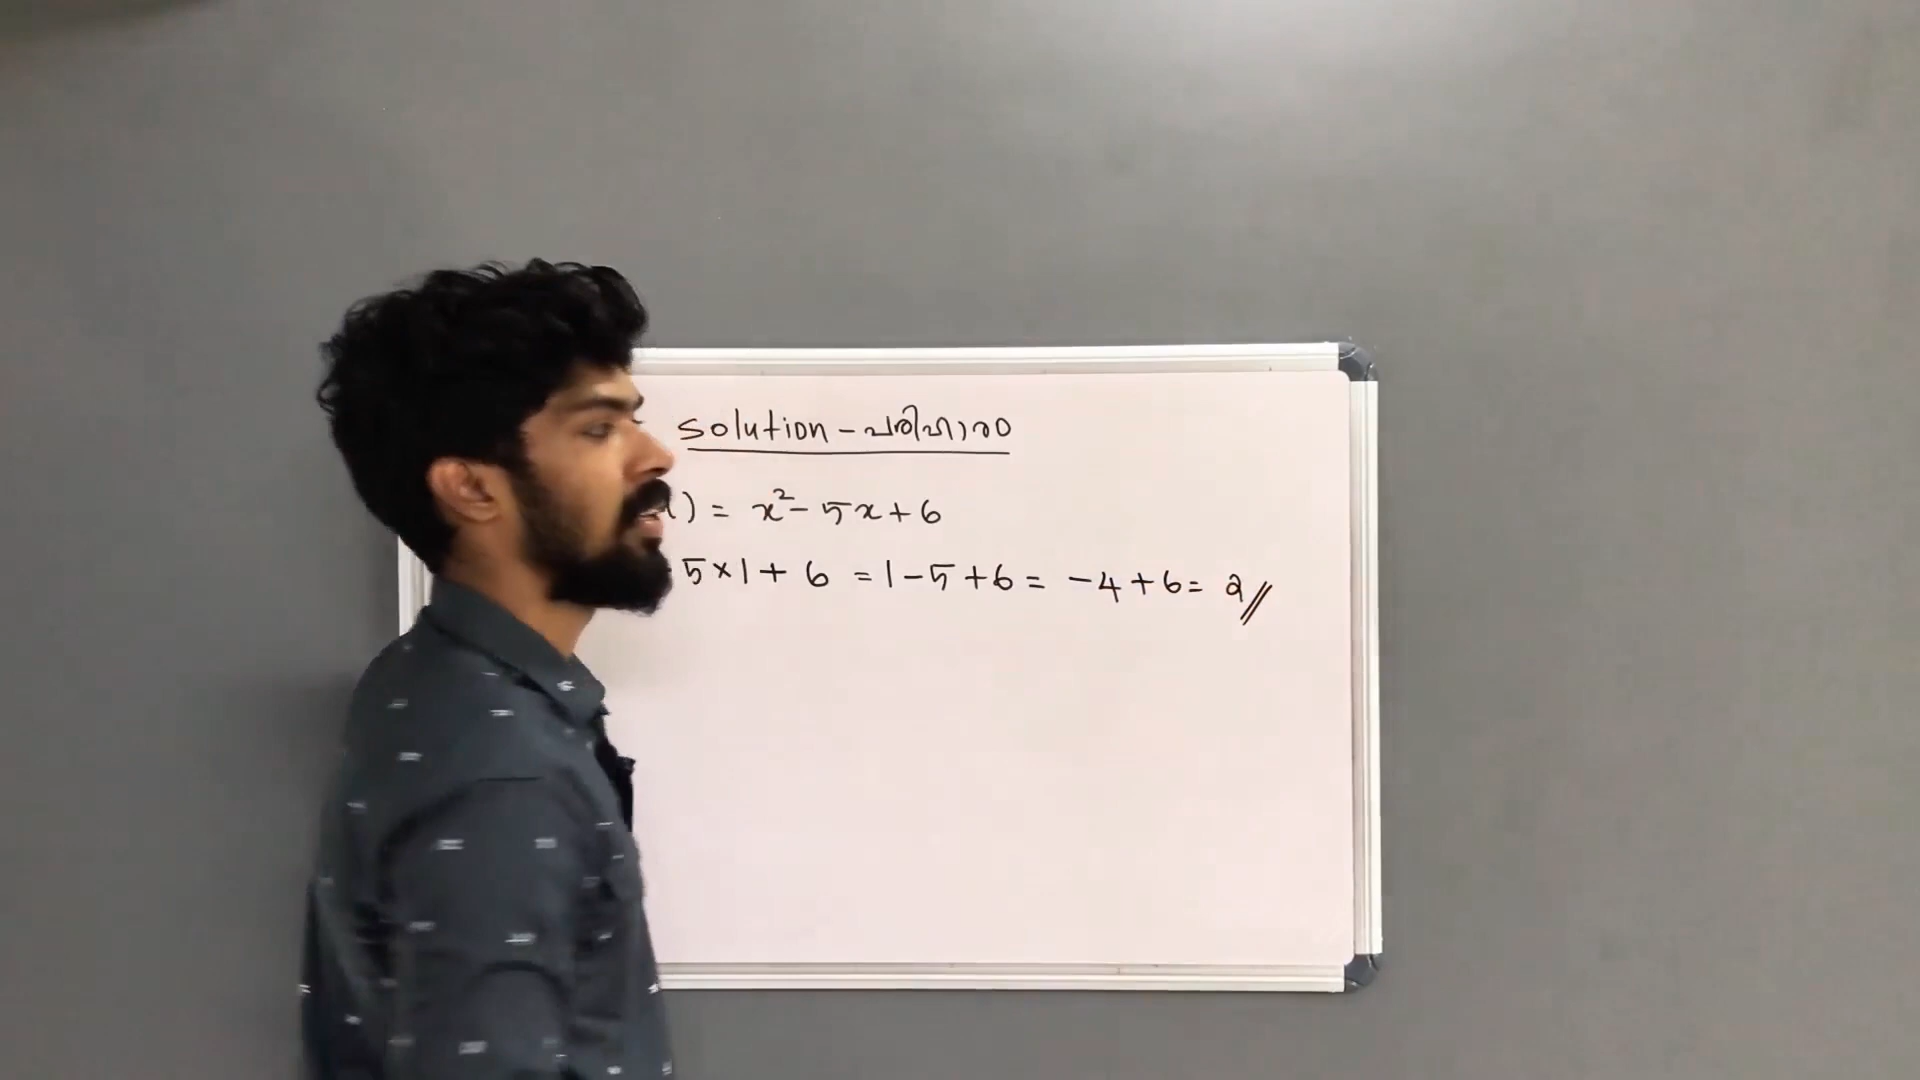 solution - പരിഹാരം
) = x² - 5x + 6
5 × 1 + 6 = 1 - 5 + 6 = -4 + 6 = 2 //